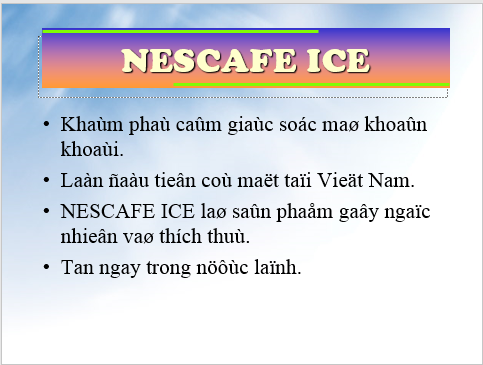 NESCAFE ICE
• Khaùm phaù caûm giaùc soác maø khoaûn
khoaùi.
• Laàn ñaàu tieân coù maët taïi Vieät Nam.
• NESCAFE ICE laø saûn phaåm gaây ngaïc
nhieân vaø thích thuù.
• Tan ngay trong nöôùc laïnh.